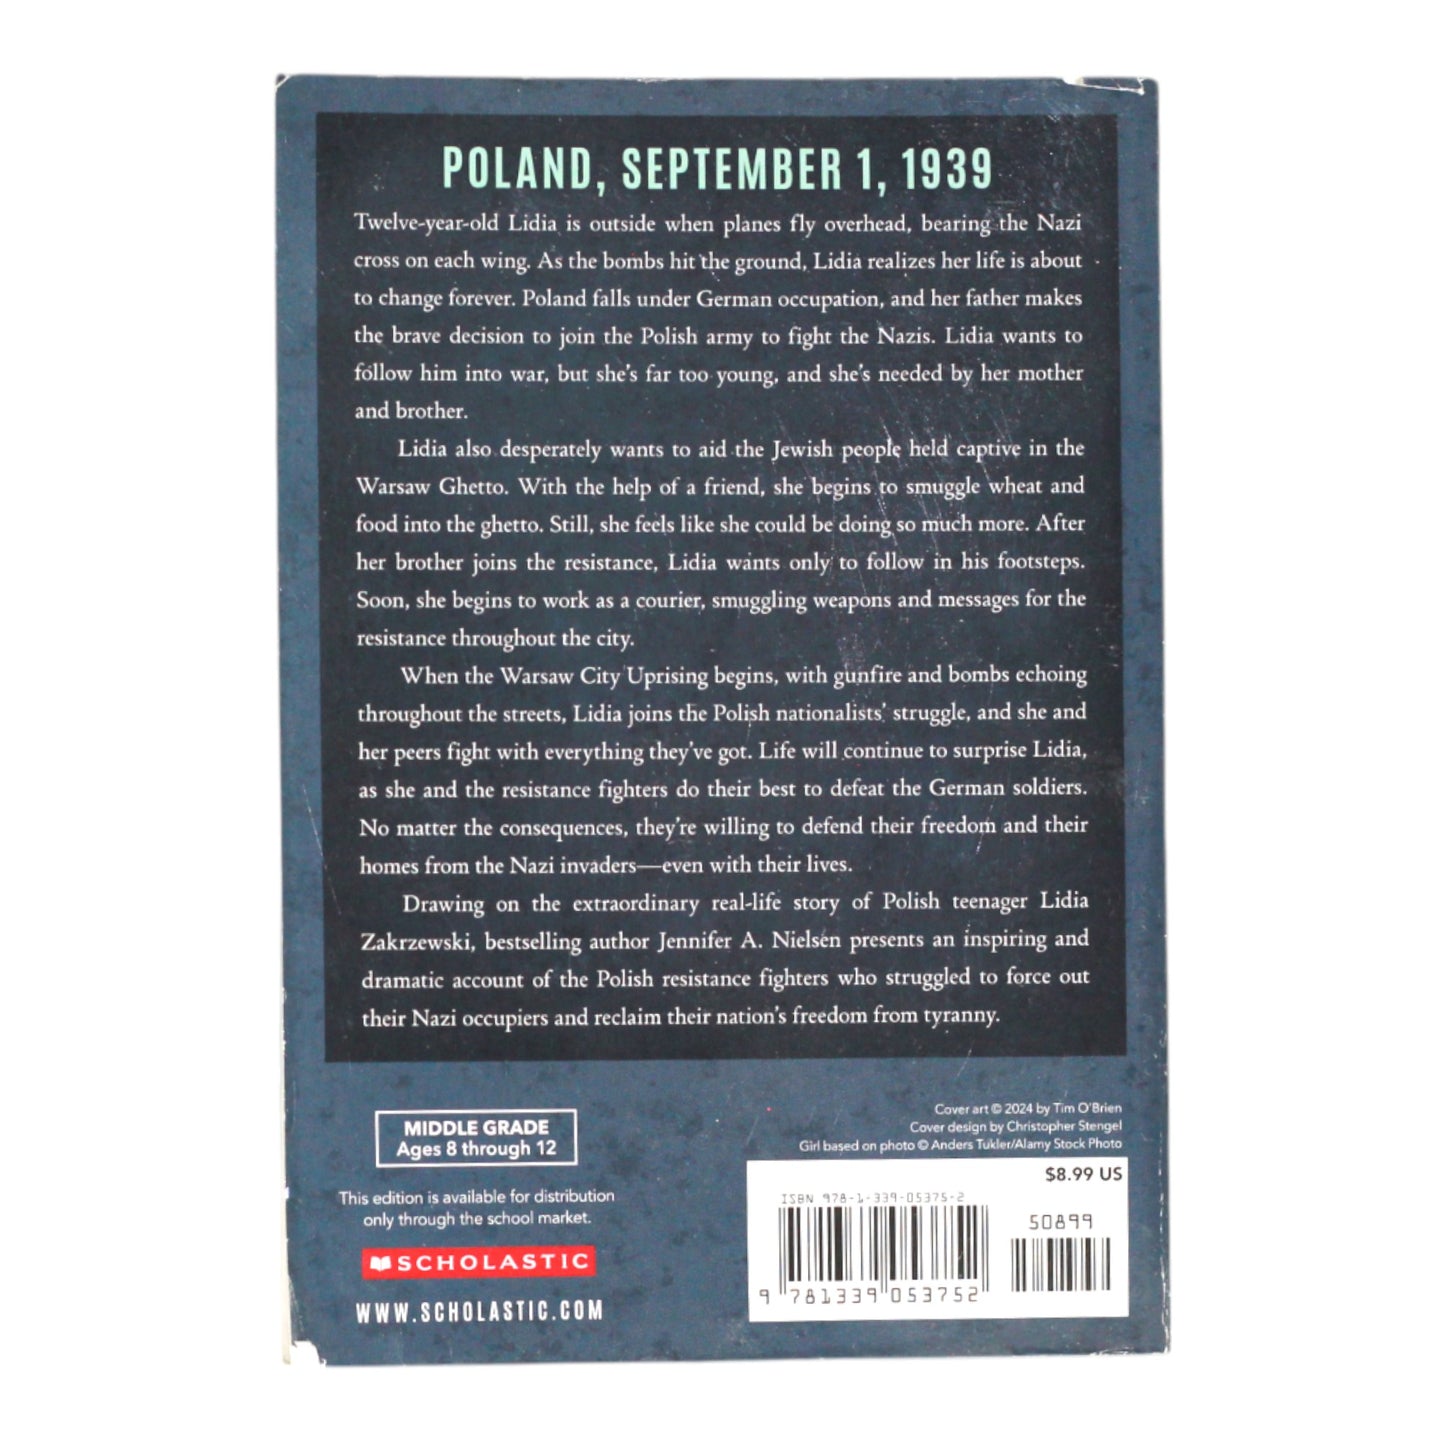 POLAND, SEPTEMBER 1, 1939
Twelve-year-old Lidia is outside when planes fly overhead, bearing the Nazi
cross on each wing. As the bombs hit the ground, Lidia realizes her life is about
to change forever. Poland falls under German occupation, and her father makes
the brave decision to join the Polish army to fight the Nazis. Lidia wants to
follow him into war, but she's far too young, and she's needed by her mother
and brother.
Lidia also desperately wants to aid the Jewish people held captive in the
Warsaw Ghetto. With the help of a friend, she begins to smuggle wheat and
food into the ghetto. Still, she feels like she could be doing so much more. After
her brother joins the resistance, Lidia wants only to follow in his footsteps.
Soon, she begins to work as a courier, smuggling weapons and messages for the
resistance throughout the city.
When the Warsaw City Uprising begins, with gunfire and bombs echoing
throughout the streets, Lidia joins the Polish nationalists' struggle, and she and
her peers fight with everything they've got. Life will continue to surprise Lidia,
as she and the resistance fighters do their best to defeat the German soldiers.
No matter the consequences, they're willing to defend their freedom and their
homes from the Nazi invaders—even with their lives.
Drawing on the extraordinary real-life story of Polish teenager Lidia
Zakrzewski, bestselling author Jennifer A. Nielsen presents an inspiring and
dramatic account of the Polish resistance fighters who struggled to force out
their Nazi occupiers and reclaim their nation's freedom from tyranny.
MIDDLE GRADE
Ages 8 through 12
This edition is available for distribution
only through the school market.
SCHOLASTIC
WWW.SCHOLASTIC.COM
Cover art © 2024 by Tim O'Brien
Cover design by Christopher Stengel
Girl based on photo © Anders Tukler/Alamy Stock Photo
$8.99 US
ISBN 978-1-339-05375-2
50899
9 781339 053752